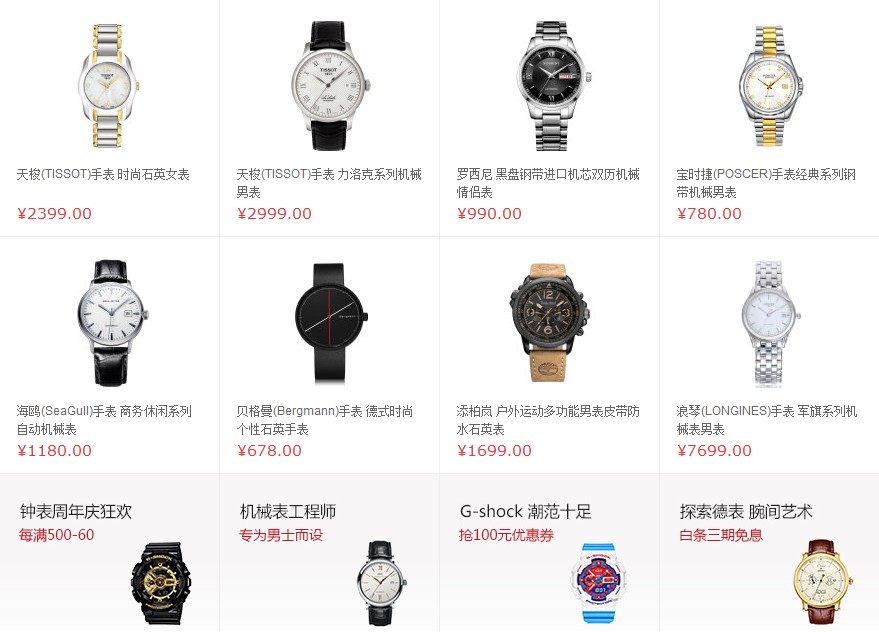 天梭(TISSOT)手表 时尚石英女表
¥2399.00
天梭(TISSOT)手表 力洛克系列机械
男表
¥2999.00
罗西尼 黑盘钢带进口机芯双历机械
情侣表
¥990.00
宝时捷(POSCER)手表经典系列钢
带机械男表
¥780.00
海鸥(SeaGull)手表 商务休闲系列
自动机械表
¥1180.00
贝格曼(Bergmann)手表 德式时尚
个性石英手表
¥678.00
添柏岚 户外运动多功能男表皮带防
水石英表
¥1699.00
浪琴(LONGINES)手表 军旗系列机
械表男表
¥7699.00
钟表周年庆狂欢
每满500-60
机械表工程师
专为男士而设
G-shock 潮范十足
抢100元优惠券
探索德表 腕间艺术
白条三期免息
TISSOT
TISSOT
Bergmann